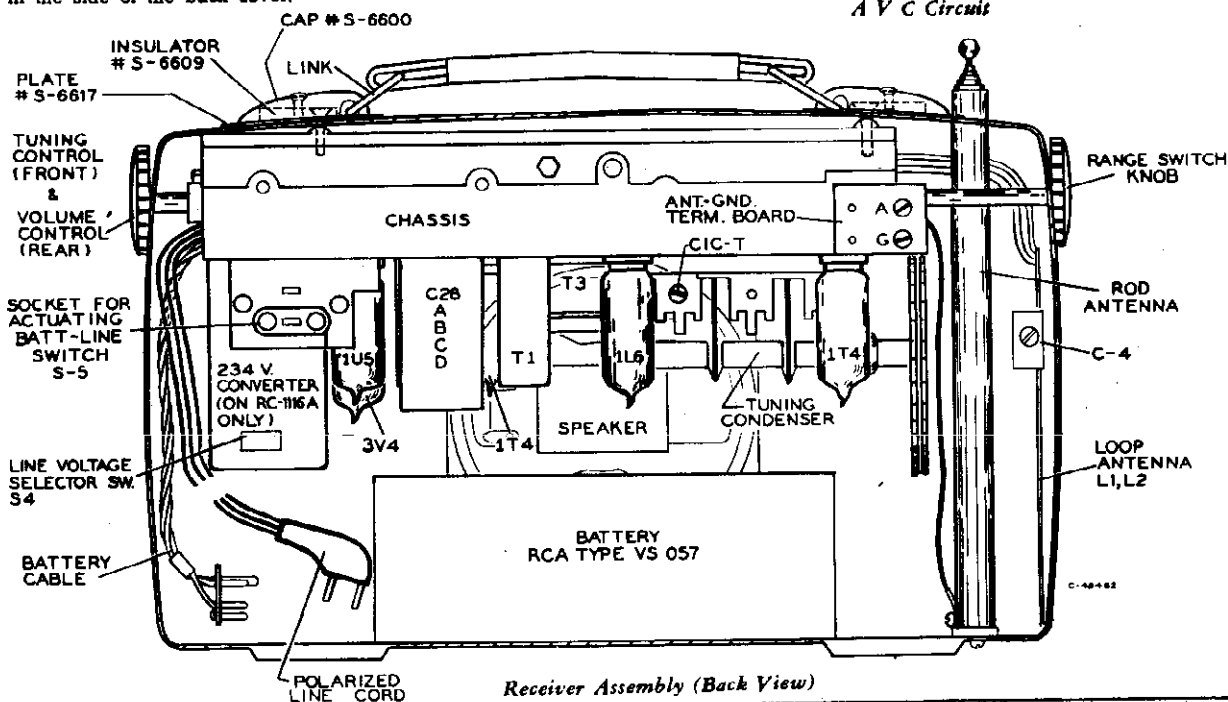 in the side of the back cover.
A V C Circuit
CAP # S-6600
INSULATOR
# S-6609
LINK
PLATE
# S-6617
TUNING
CONTROL
(FRONT)
&
VOLUME
CONTROL
(REAR)
RANGE SWITCH
KNOB
CHASSIS
ANT.-GND.
TERM. BOARD
A
G
C1C-T
SOCKET FOR
ACTUATING
BATT-LINE
SWITCH
S-5
1U5
C28
A
B
C
D
T1
T3
1L6
1T4
ROD
ANTENNA
C-4
234 V.
CONVERTER
(ON RC-1116A
ONLY)
3V4
1T4
SPEAKER
TUNING
CONDENSER
LINE VOLTAGE
SELECTOR SW.
S4
LOOP
ANTENNA
L1, L2
BATTERY
RCA TYPE VS 057
BATTERY
CABLE
POLARIZED
LINE CORD
Receiver Assembly (Back View)